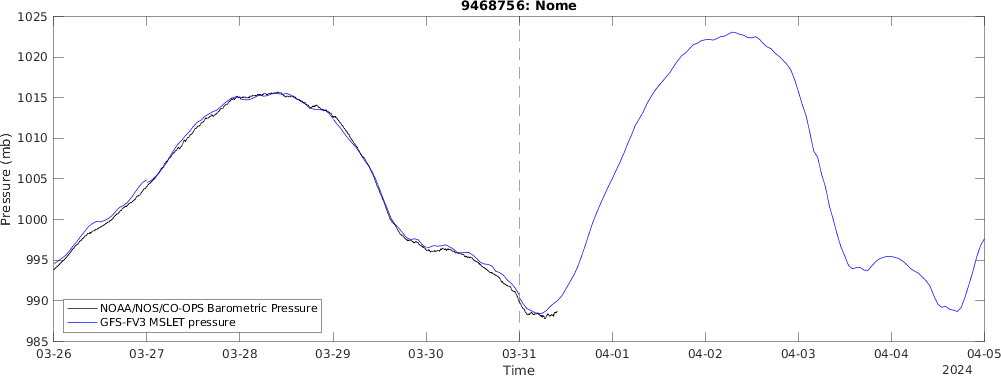 9468756: Nome
1025
1020
1015
1010
1005
1000
995
990
985
Pressure (mb)
NOAA/NOS/CO-OPS Barometric Pressure
GFS-FV3 MSLET pressure
03-26 03-27 03-28 03-29 03-30 03-31 04-01 04-02 04-03 04-04 04-05
Time
2024